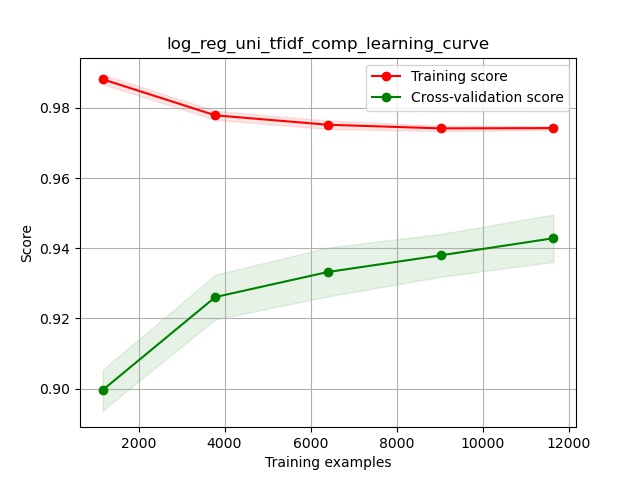 log_reg_uni_tfidf_comp_learning_curve
Training score
Cross-validation score
0.98
0.96
0.94
0.92
0.90
Score
2000 4000 6000 8000 10000 12000
Training examples